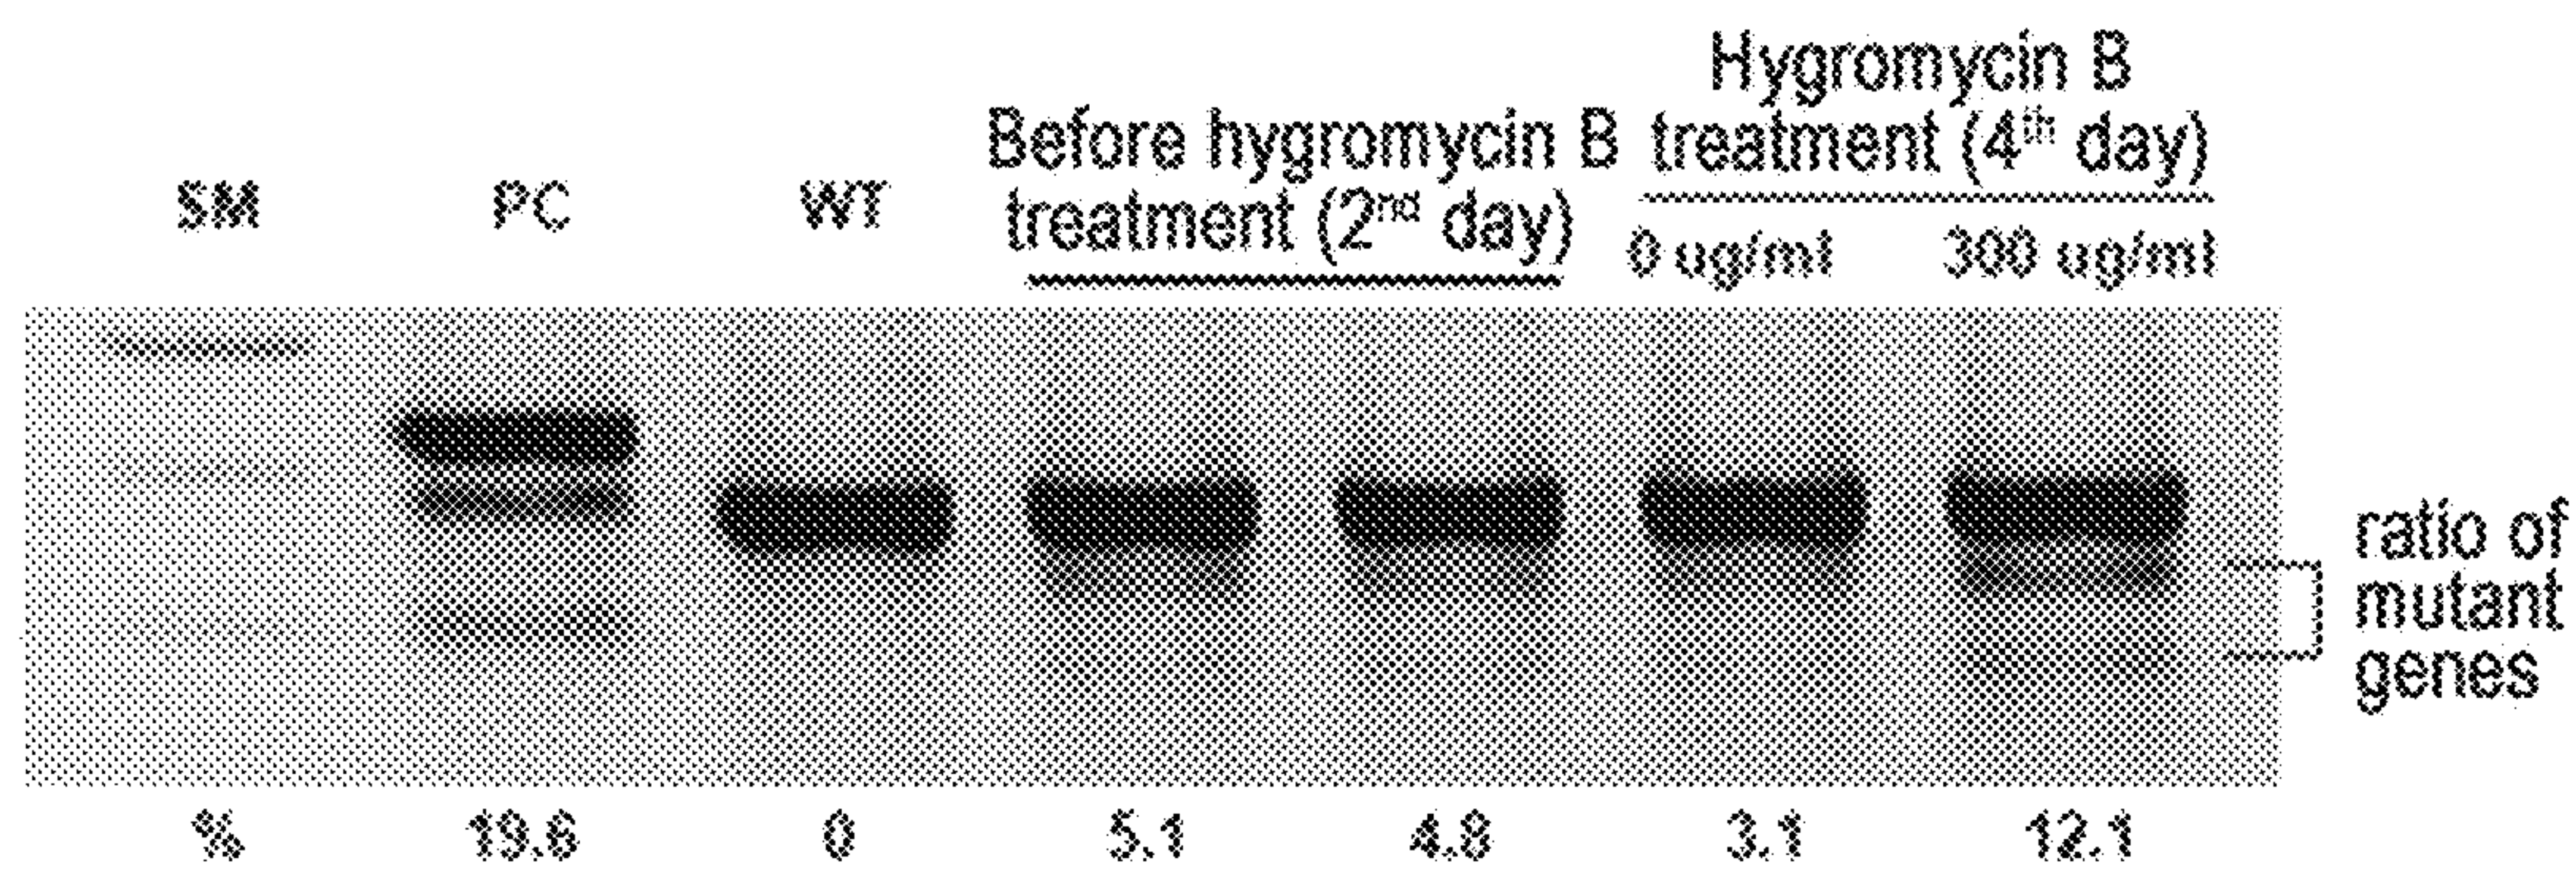 SM
PC
WT
Before hygromycin B
treatment (2nd day)
Hygromycin B
treatment (4th day)
0 ug/ml
300 ug/ml
ratio of
mutant
genes
% 19.6 0 5.1 4.8 3.1 12.1